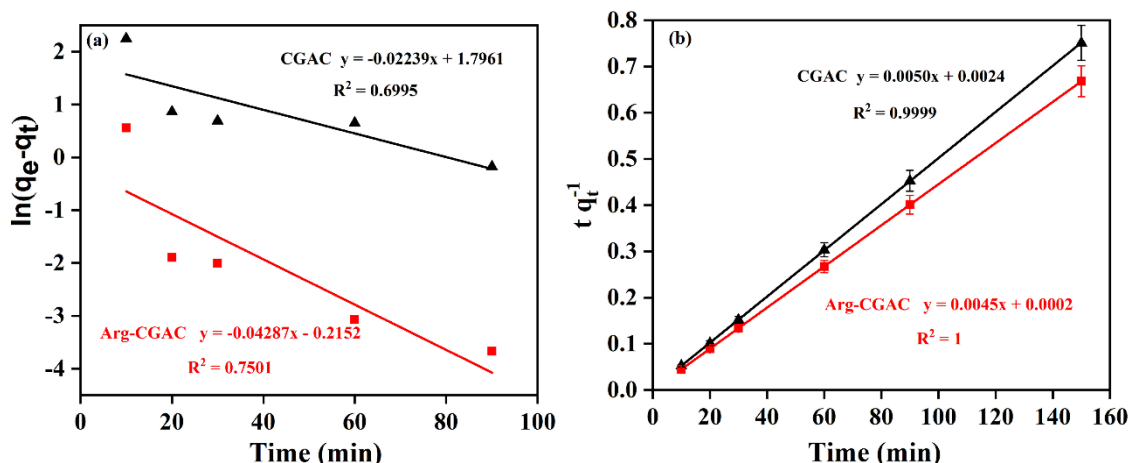 (a)
CGAC y = -0.02239x + 1.7961
R² = 0.6995
Arg-CGAC y = -0.04287x - 0.2152
R² = 0.7501
ln(qe-qt)
2
1
0
-1
-2
-3
-4
0 20 40 60 80 100
Time (min)
(b)
CGAC y = 0.0050x + 0.0024
R² = 0.9999
Arg-CGAC y = 0.0045x + 0.0002
R² = 1
t qt⁻¹
0.8
0.7
0.6
0.5
0.4
0.3
0.2
0.1
0.0
0 20 40 60 80 100 120 140 160
Time (min)